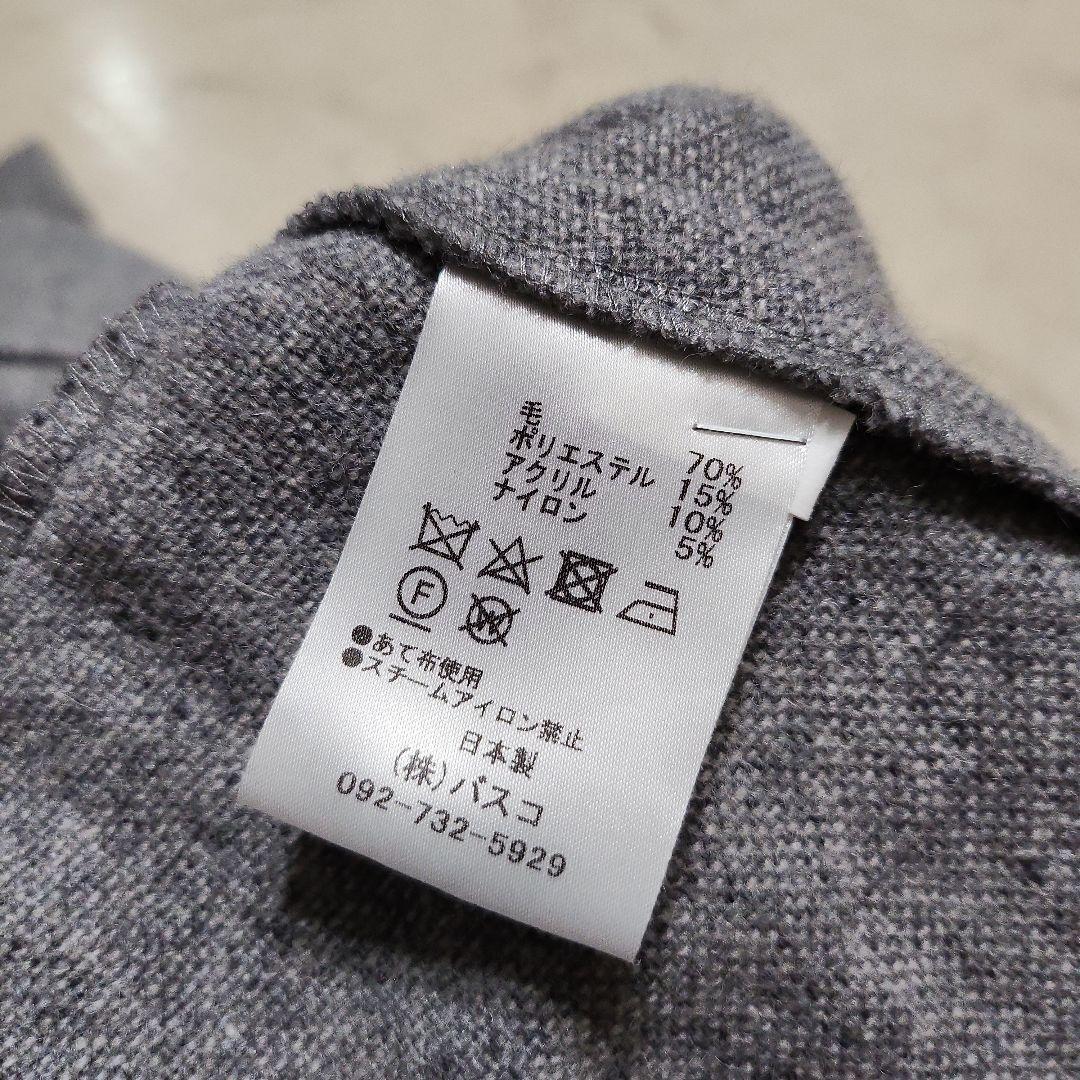 毛 70%
ポリエステル 15%
アクリル 10%
ナイロン 5%
F W
●あて布使用
●スチームアイロン禁止
日本製
(株)バスコ
092-732-5929